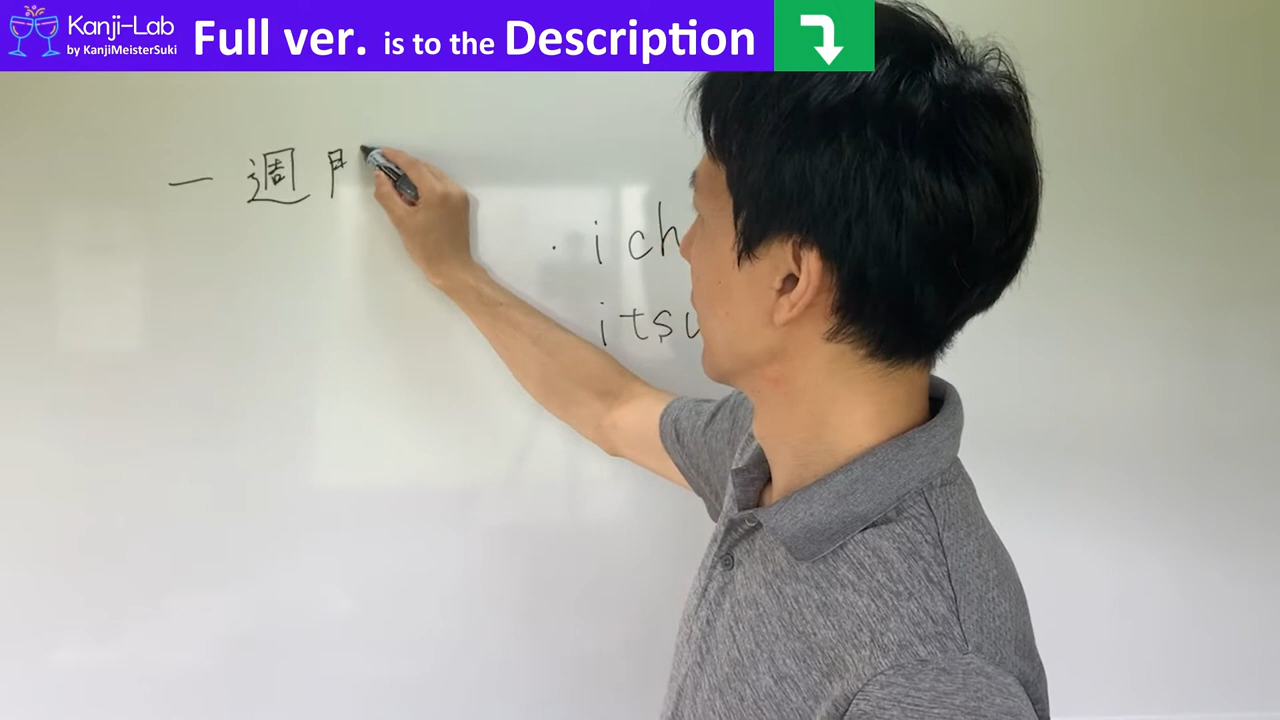 Kanji-Lab
by KanjiMeisterSuki
Full ver. is to the Description
一 週
· ich
itsu